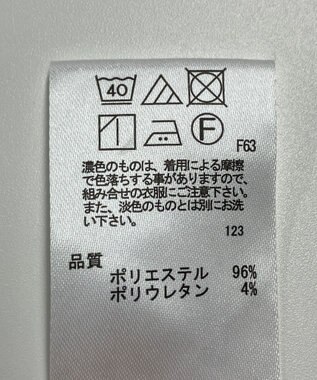 40
F
F63
濃色のものは、着用による摩擦
で色落ちする事がありますので、
組み合せの衣服にご注意下さい。
また、淡色のものとは別にお洗
い下さい。
123
品質
ポリエステル 96%
ポリウレタン 4%